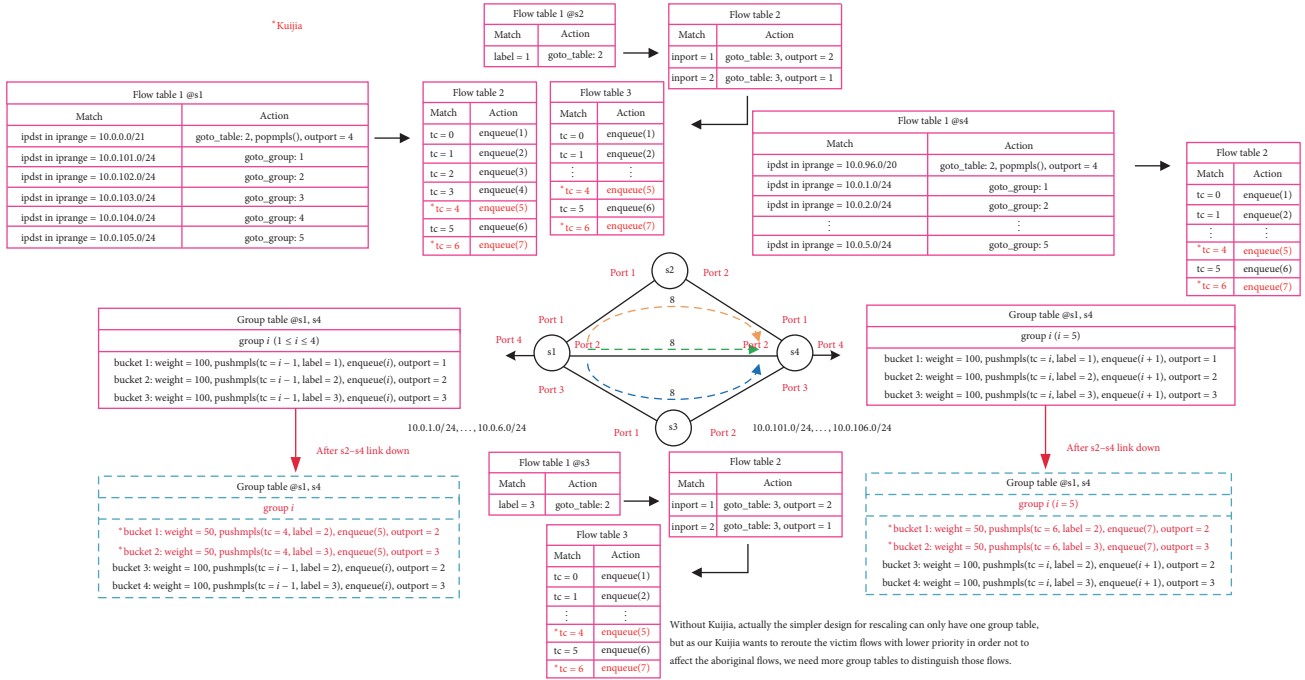 *Kuijia
Flow table 1 @s2
Match Action
label = 1 goto_table: 2
Flow table 2
Match Action
inport = 1 goto_table: 3, outport = 2
inport = 2 goto_table: 3, outport = 1
Flow table 1 @s1
Match Action
ipdst in iprange = 10.0.0.0/21 goto_table: 2, popmpls(), outport = 4
ipdst in iprange = 10.0.101.0/24 goto_group: 1
ipdst in iprange = 10.0.102.0/24 goto_group: 2
ipdst in iprange = 10.0.103.0/24 goto_group: 3
ipdst in iprange = 10.0.104.0/24 goto_group: 4
ipdst in iprange = 10.0.105.0/24 goto_group: 5
Flow table 2
Match Action
tc = 0 enqueue(1)
tc = 1 enqueue(2)
tc = 2 enqueue(3)
tc = 3 enqueue(4)
*tc = 4 enqueue(5)
tc = 5 enqueue(6)
*tc = 6 enqueue(7)
Flow table 3
Match Action
tc = 0 enqueue(1)
tc = 1 enqueue(2)
⋮ ⋮
*tc = 4 enqueue(5)
tc = 5 enqueue(6)
*tc = 6 enqueue(7)
Flow table 1 @s4
Match Action
ipdst in iprange = 10.0.96.0/20 goto_table: 2, popmpls(), outport = 4
ipdst in iprange = 10.0.1.0/24 goto_group: 1
ipdst in iprange = 10.0.2.0/24 goto_group: 2
⋮ ⋮
ipdst in iprange = 10.0.5.0/24 goto_group: 5
Flow table 2
Match Action
tc = 0 enqueue(1)
tc = 1 enqueue(2)
⋮ ⋮
*tc = 4 enqueue(5)
tc = 5 enqueue(6)
*tc = 6 enqueue(7)
Port 1 s2 Port 2
8
Port 1 Port 1
Port 4 s1 Port 2 8 Port 2 s4 Port 4
Port 3 Port 3
8
Port 1 s3 Port 2
10.0.1.0/24, . . . , 10.0.6.0/24
10.0.101.0/24, . . . , 10.0.106.0/24
Group table @s1, s4
group i (1 ≤ i ≤ 4)
bucket 1: weight = 100, pushmpls(tc = i − 1, label = 1), enqueue(i), outport = 1
bucket 2: weight = 100, pushmpls(tc = i − 1, label = 2), enqueue(i), outport = 2
bucket 3: weight = 100, pushmpls(tc = i − 1, label = 3), enqueue(i), outport = 3
After s2–s4 link down
Group table @s1, s4
group i
*bucket 1: weight = 50, pushmpls(tc = 4, label = 2), enqueue(5), outport = 2
*bucket 2: weight = 50, pushmpls(tc = 4, label = 3), enqueue(5), outport = 3
bucket 3: weight = 100, pushmpls(tc = i − 1, label = 2), enqueue(i), outport = 2
bucket 4: weight = 100, pushmpls(tc = i − 1, label = 3), enqueue(i), outport = 3
Group table @s1, s4
group i (i = 5)
bucket 1: weight = 100, pushmpls(tc = i, label = 1), enqueue(i + 1), outport = 1
bucket 2: weight = 100, pushmpls(tc = i, label = 2), enqueue(i + 1), outport = 2
bucket 3: weight = 100, pushmpls(tc = i, label = 3), enqueue(i + 1), outport = 3
After s2–s4 link down
Group table @s1, s4
group i (i = 5)
*bucket 1: weight = 50, pushmpls(tc = 6, label = 2), enqueue(7), outport = 2
*bucket 2: weight = 50, pushmpls(tc = 6, label = 3), enqueue(7), outport = 3
bucket 3: weight = 100, pushmpls(tc = i, label = 2), enqueue(i + 1), outport = 2
bucket 4: weight = 100, pushmpls(tc = i, label = 3), enqueue(i + 1), outport = 3
Flow table 1 @s3
Match Action
label = 3 goto_table: 2
Flow table 2
Match Action
inport = 1 goto_table: 3, outport = 2
inport = 2 goto_table: 3, outport = 1
Flow table 3
Match Action
tc = 0 enqueue(1)
tc = 1 enqueue(2)
⋮ ⋮
*tc = 4 enqueue(5)
tc = 5 enqueue(6)
*tc = 6 enqueue(7)
Without Kuijia, actually the simpler design for rescaling can only have one group table,
but as our Kuijia wants to reroute the victim flows with lower priority in order not to
affect the aboriginal flows, we need more group tables to distinguish those flows.